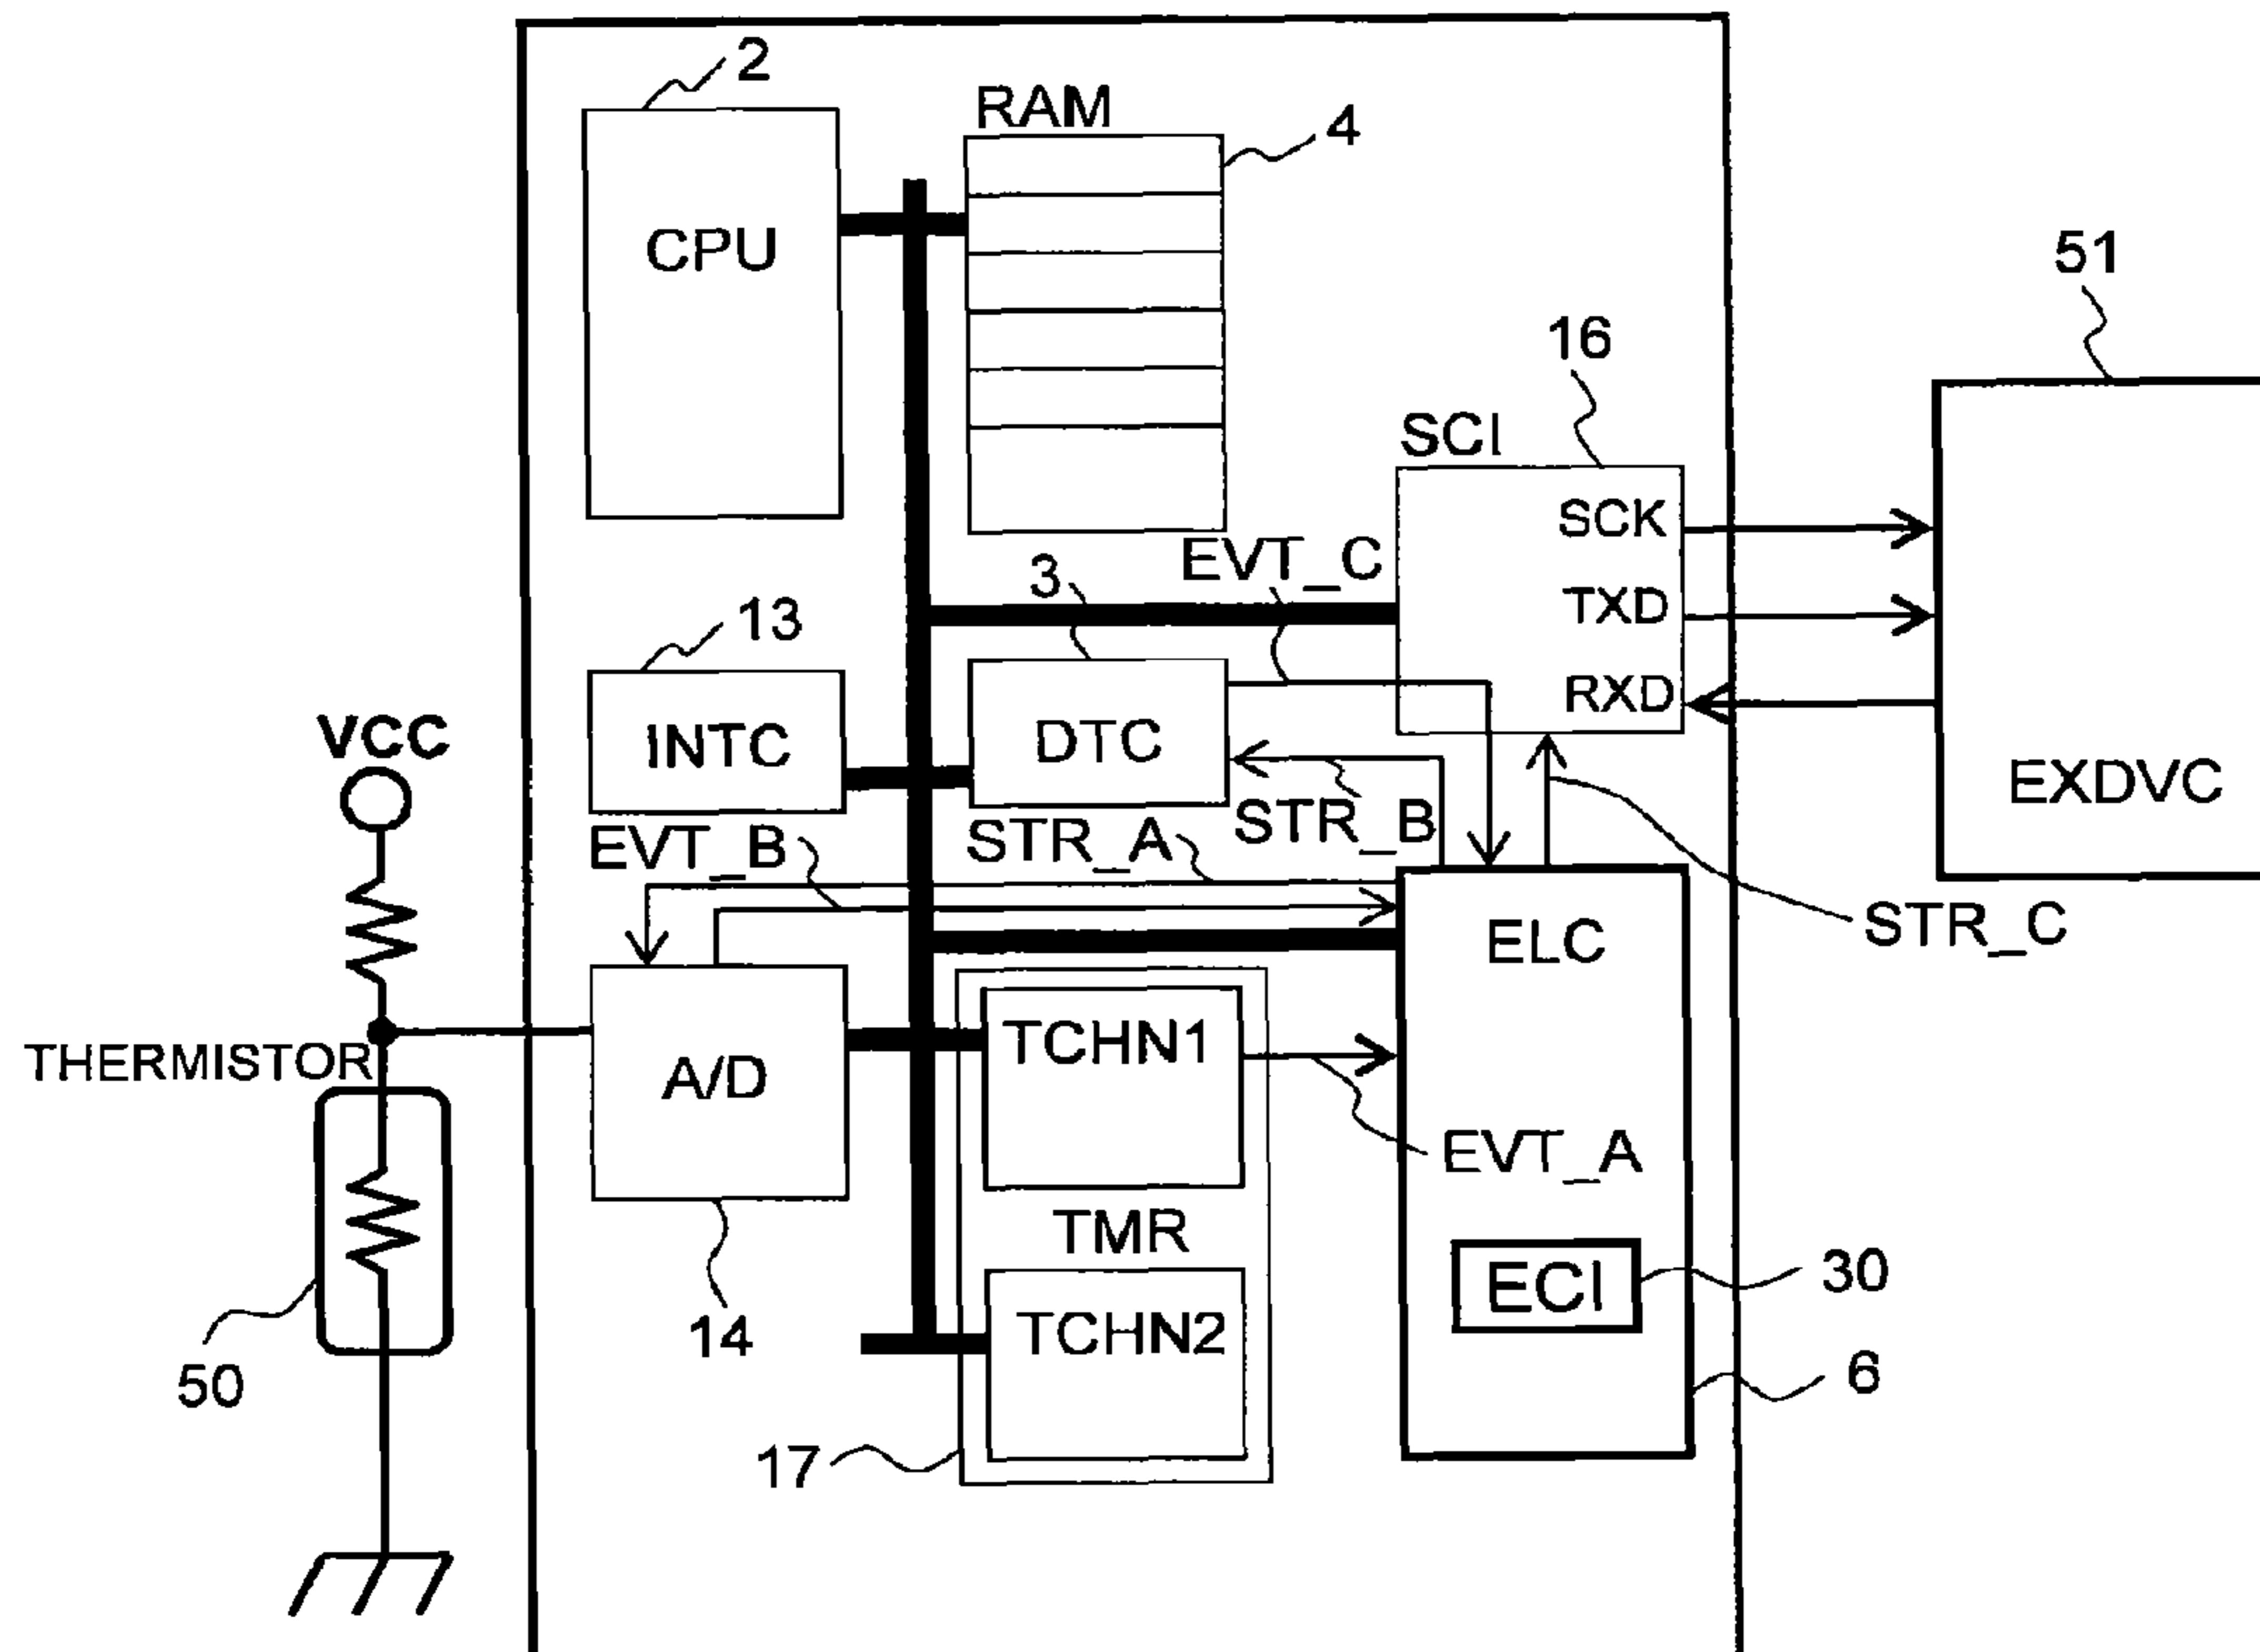 2
RAM
4
CPU
51
16
SCI
SCK
EVT_C
3
TXD
13
RXD
VCC
INTC
DTC
EXDVC
EVT_B
STR_A
STR_B
STR_C
ELC
THERMISTOR
A/D
TCHN1
EVT_A
TMR
ECI
30
14
TCHN2
50
6
17